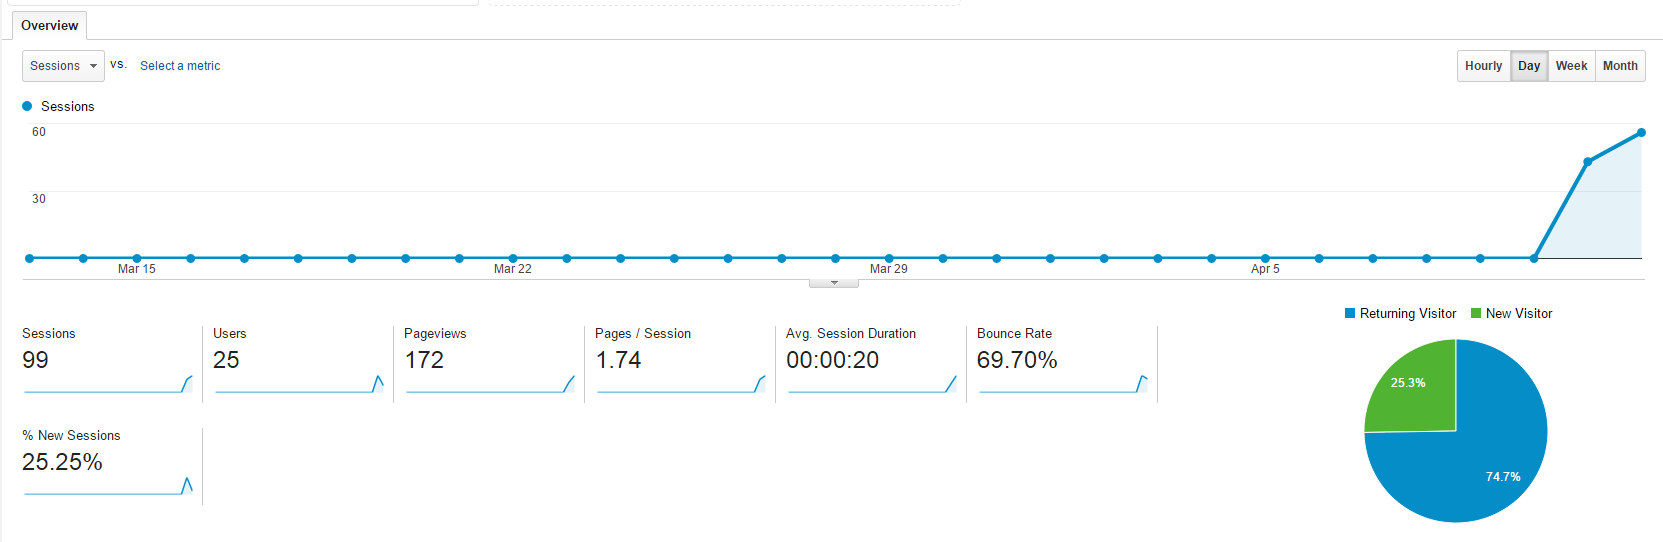 Overview
Sessions vs. Select a metric
Hourly Day Week Month
Sessions
60
30
Mar 15 Mar 22 Mar 29 Apr 5
Returning Visitor New Visitor
Sessions Users Pageviews Pages / Session Avg. Session Duration Bounce Rate
99 25 172 1.74 00:00:20 69.70%
25.3%
% New Sessions
25.25%
74.7%